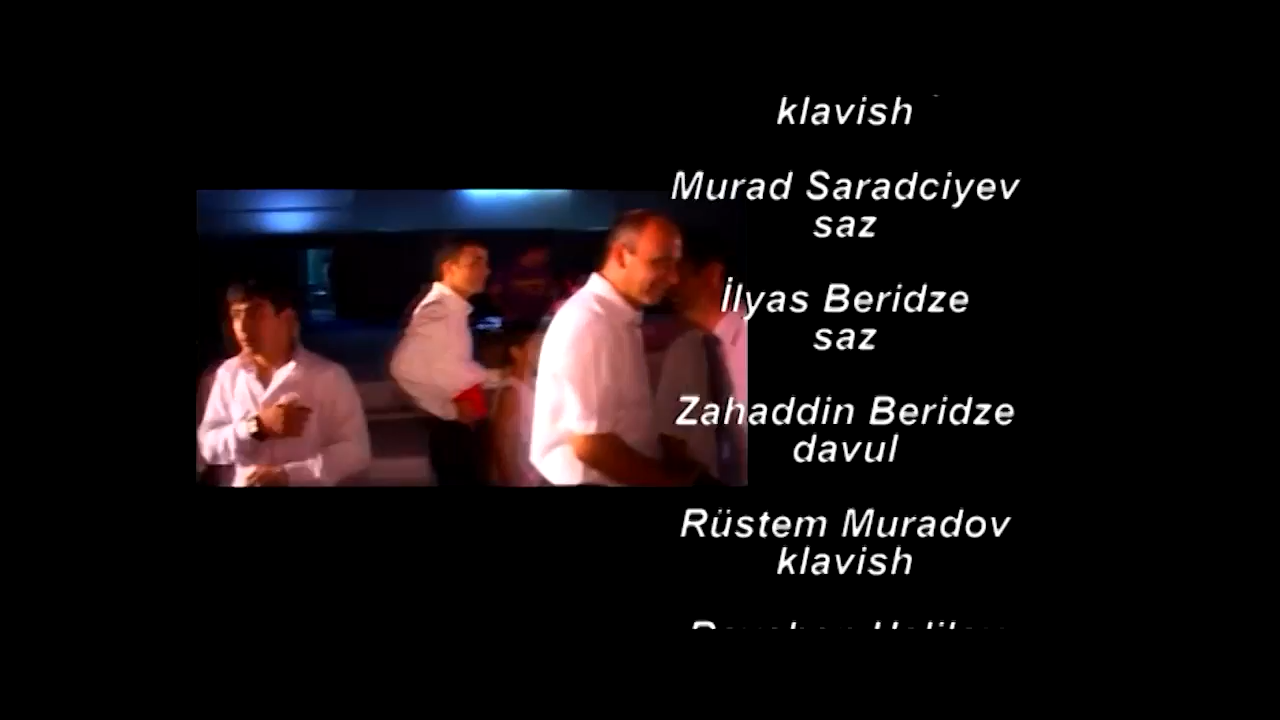 klavish
Murad Saradciyev
saz
İlyas Beridze
saz
Zahaddin Beridze
davul
Rüstem Muradov
klavish